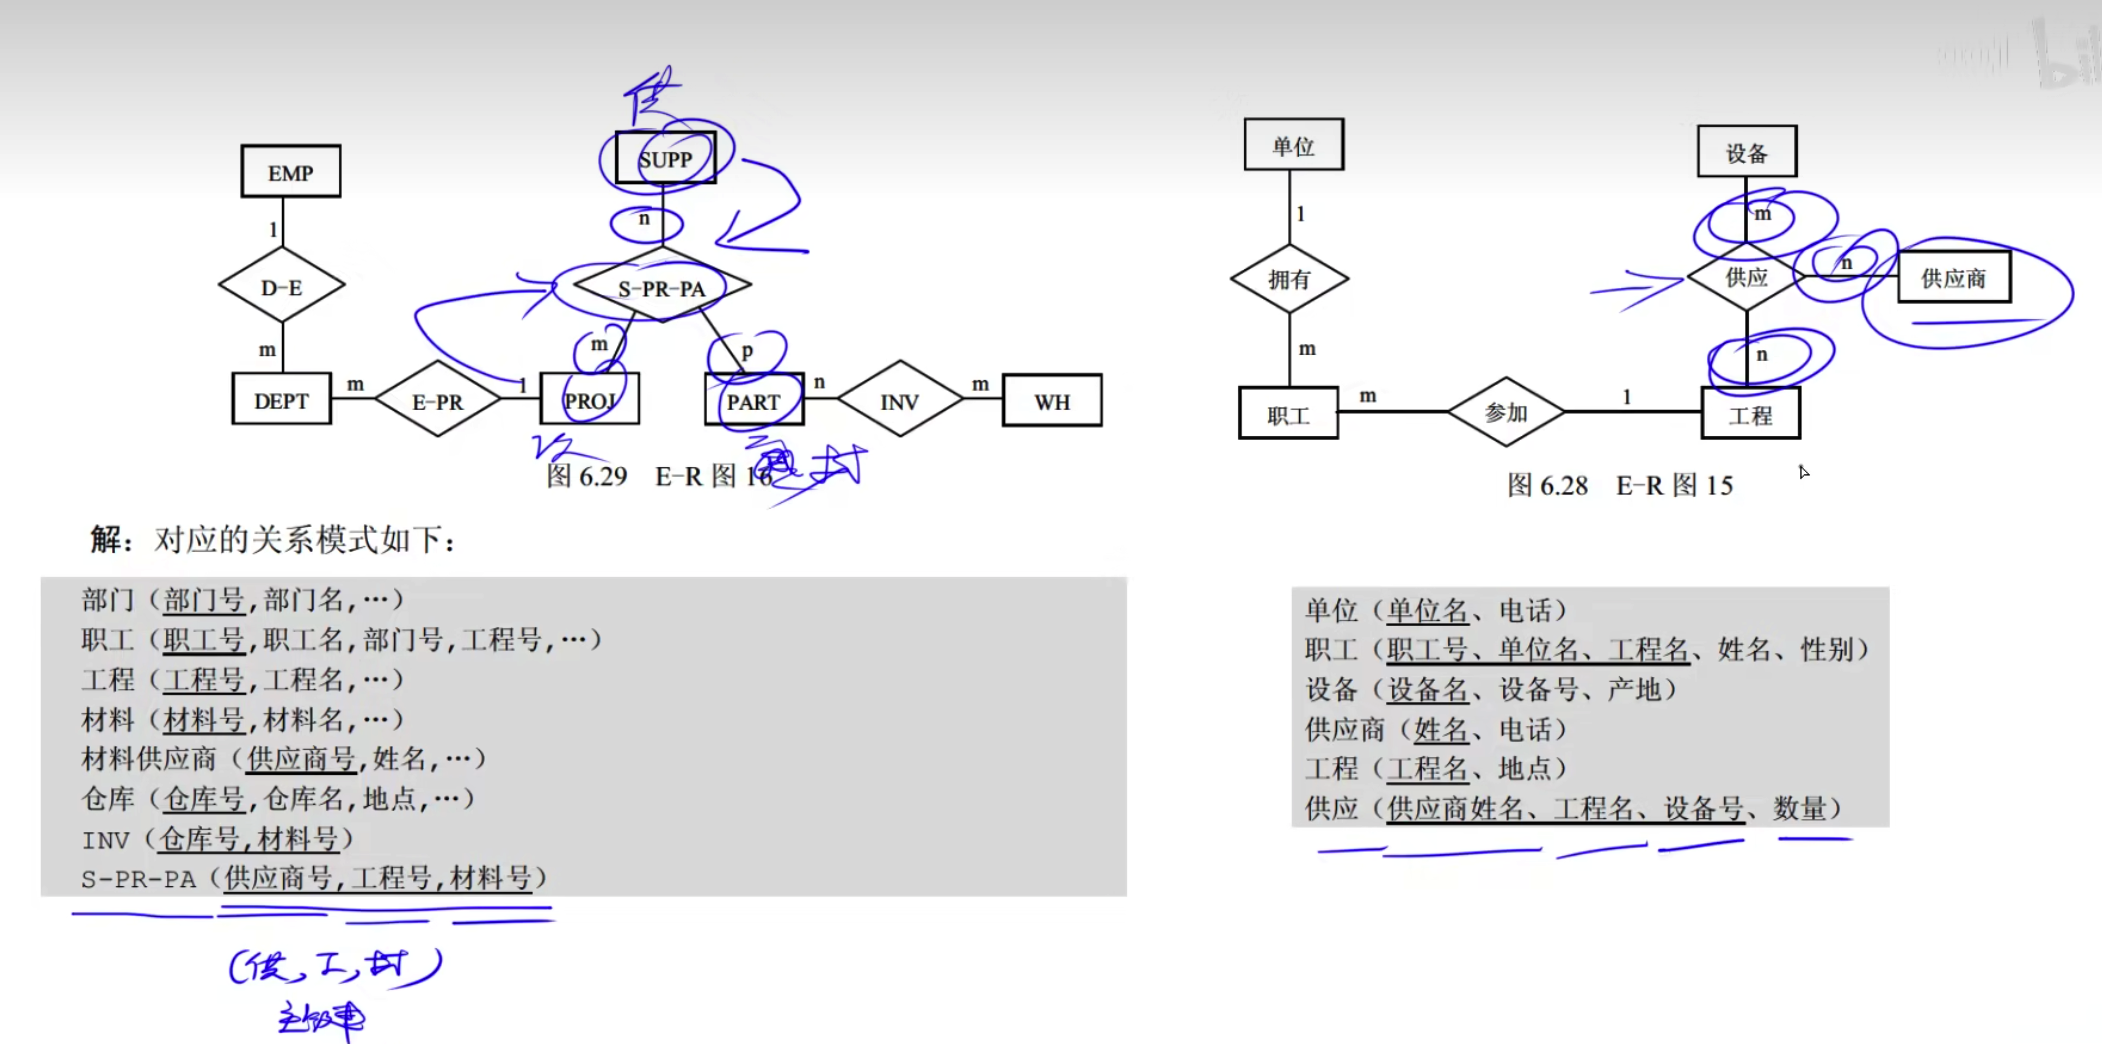 供
EMP
SUPP
单位
设备
1
n
1
m
D-E
S-PR-PA
拥有
供应
n
供应商
m
m
p
m
n
DEPT
m
E-PR
1
PROJ
PART
n
INV
m
WH
职工
m
参加
1
工程
材
图 6.29 E-R 图 16
图 6.28 E-R 图 15
解：对应的关系模式如下：
部门（部门号,部门名,…）
职工（职工号,职工名,部门号,工程号,…）
工程（工程号,工程名,…）
材料（材料号,材料名,…）
材料供应商（供应商号,姓名,…）
仓库（仓库号,仓库名,地点,…）
INV（仓库号,材料号）
S-PR-PA（供应商号,工程号,材料号）
单位（单位名、电话）
职工（职工号、单位名、工程名、姓名、性别）
设备（设备名、设备号、产地）
供应商（姓名、电话）
工程（工程名、地点）
供应（供应商姓名、工程名、设备号、数量）
(供,工,材)